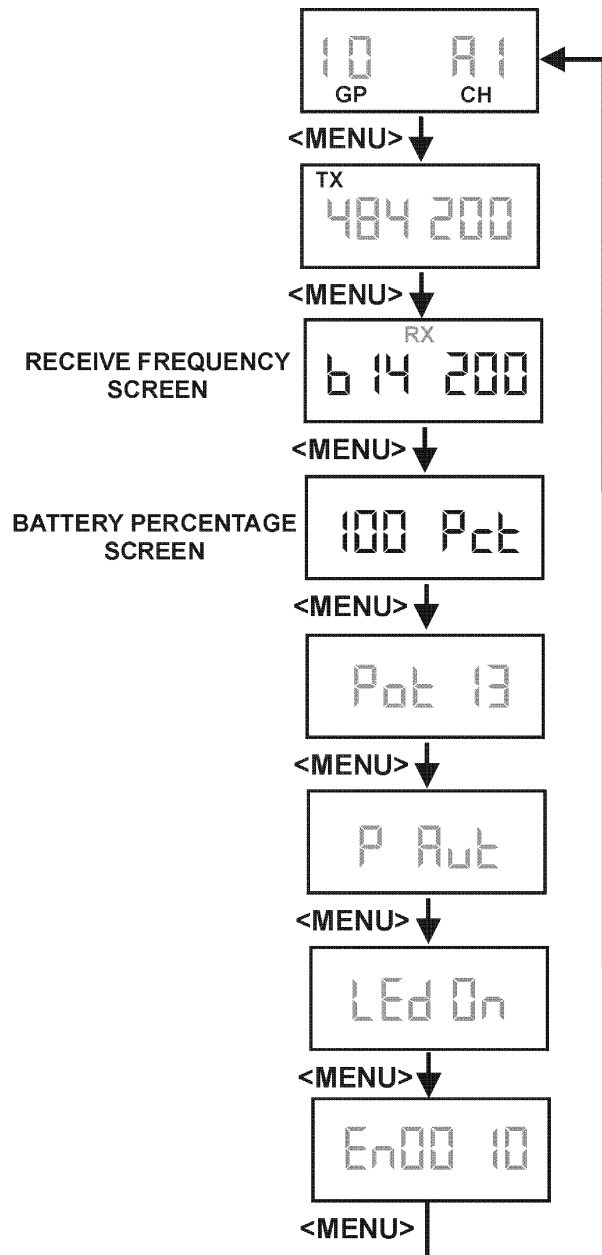 10 A1
GP CH
<MENU>
TX
484 200
<MENU>
RECEIVE FREQUENCY
SCREEN
RX
b14 200
<MENU>
BATTERY PERCENTAGE
SCREEN
100 Pct
<MENU>
Pot 13
<MENU>
P Aut
<MENU>
LEd On
<MENU>
En00 10
<MENU>